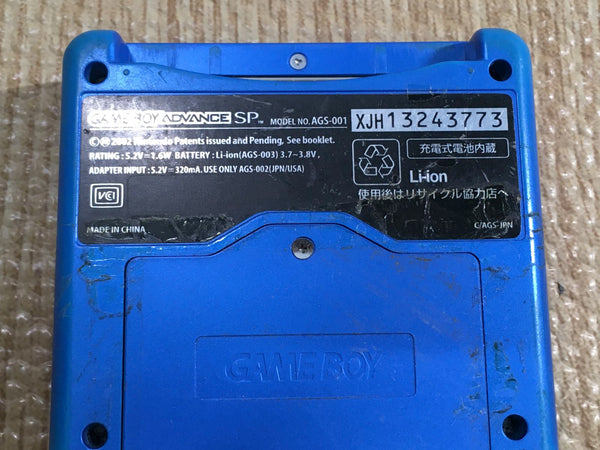 GAME BOY ADVANCE SP™ MODEL NO. AGS-001 XJH13243773
©Ⓜ2002 Nintendo Patents issued and Pending, See booklet.
RATING : 5.2V⎓1.6W BATTERY : Li-ion(AGS-003) 3.7~3.8V ,
ADAPTER INPUT : 5.2V⎓320mA. USE ONLY AGS-002(JPN/USA)
充電式電池内蔵
Li-ion
使用後はリサイクル協力店へ
VCI
MADE IN CHINA
C/AGS-JPN
GAME BOY